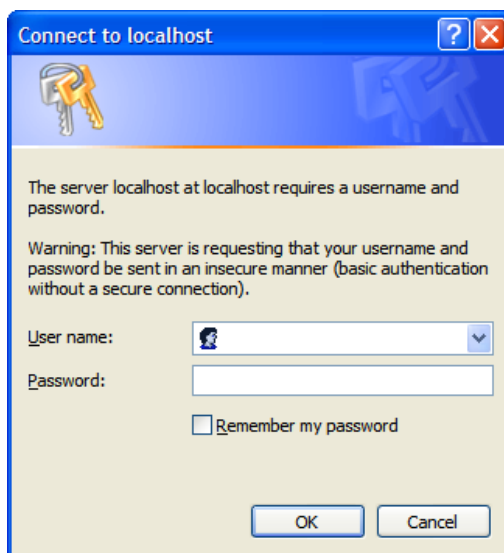 Connect to localhost
The server localhost at localhost requires a username and
password.
Warning: This server is requesting that your username and
password be sent in an insecure manner (basic authentication
without a secure connection).
User name:
Password:
Remember my password
OK Cancel